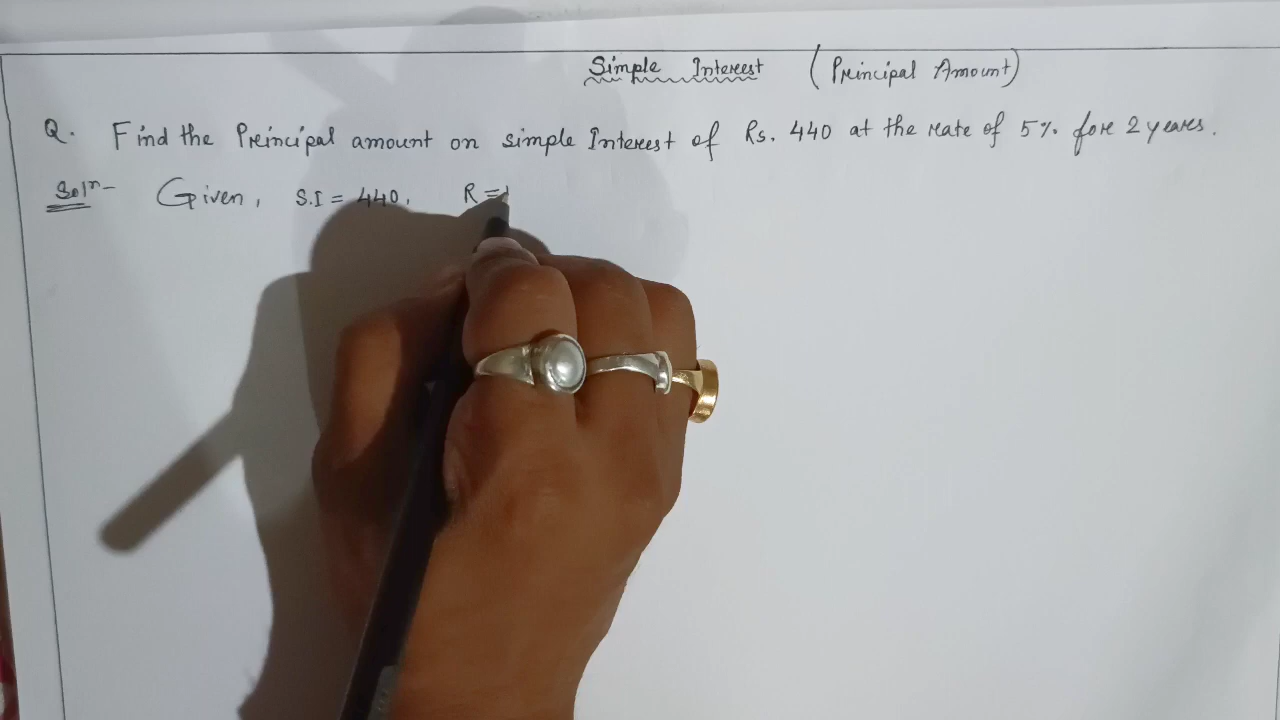 Simple Interest (Principal Amount)
Q. Find the Principal amount on simple Interest of Rs. 440 at the rate of 5% for 2 years.
Solⁿ- Given, S.I = 440, R =